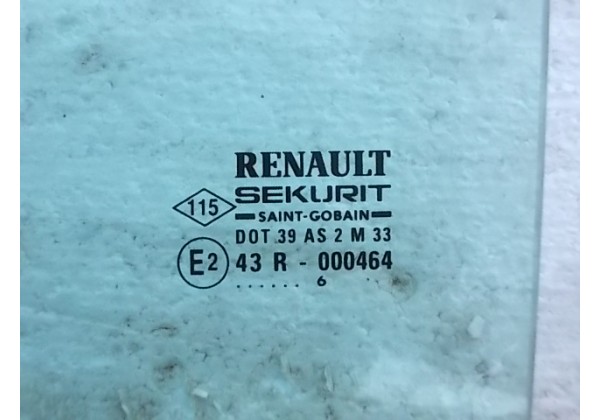 RENAULT
115 SEKURIT
SAINT-GOBAIN
DOT 39 AS 2 M 33
E2 43 R - 000464
...... 6